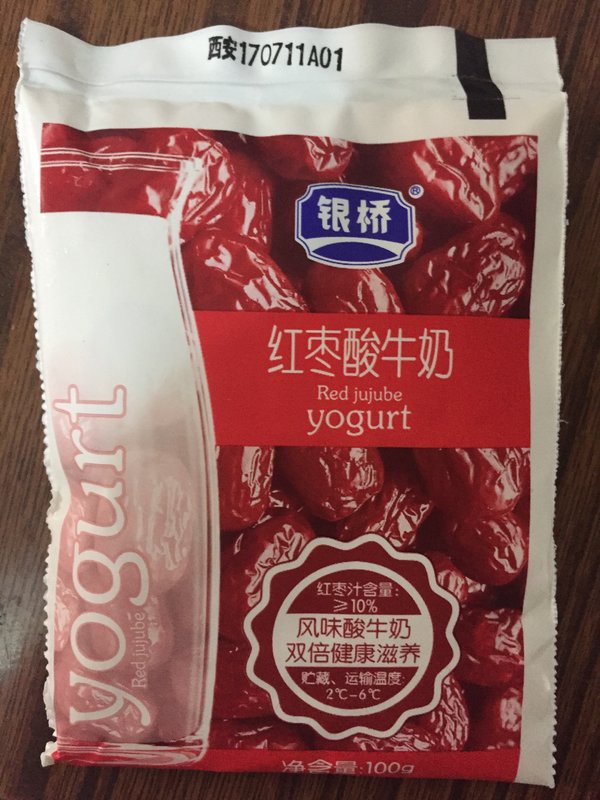 西安170711A01
银桥®
红枣酸牛奶
Red jujube
yogurt
yogurt
Red jujube
红枣汁含量:
≥10%
风味酸牛奶
双倍健康滋养
贮藏、运输温度:
2℃-6℃
净含量:100g